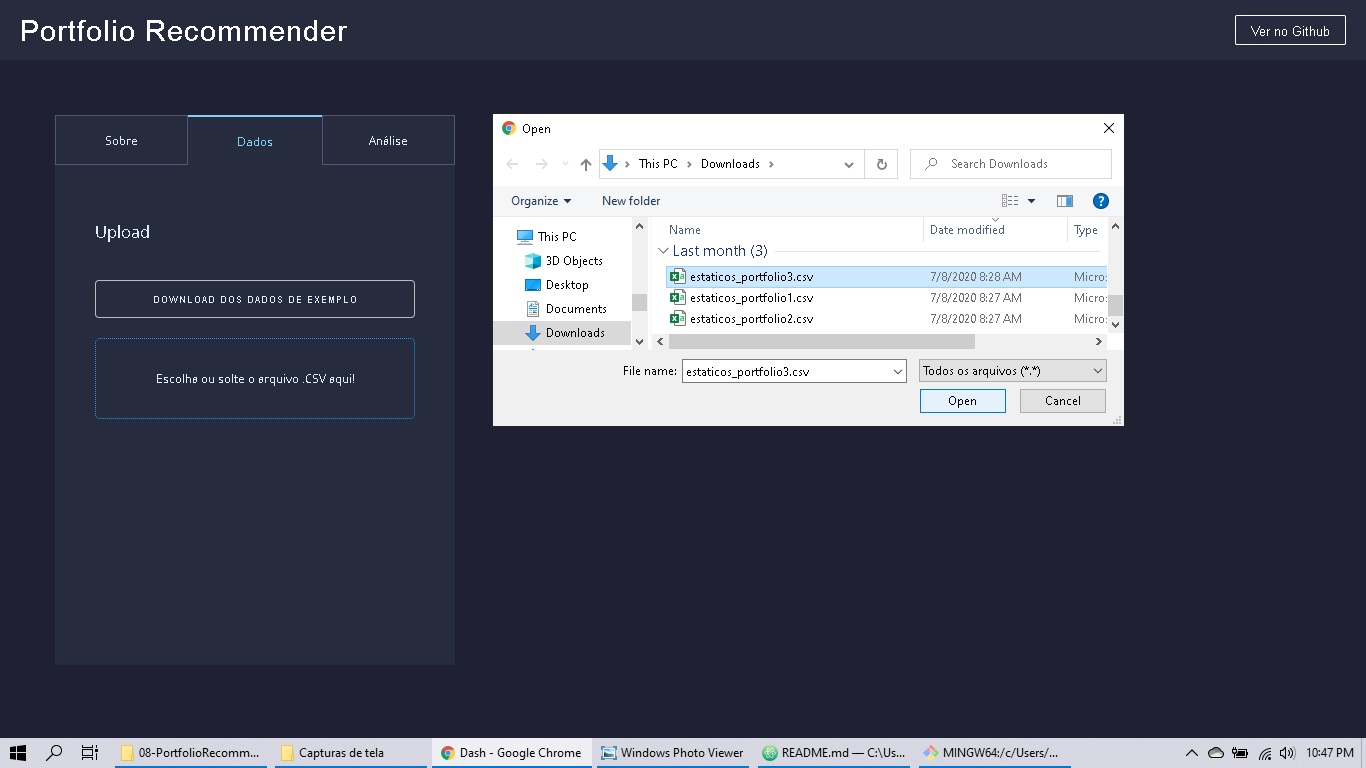 Portfolio Recommender
Ver no Github
Sobre
Dados
Análise
Upload
DOWNLOAD DOS DADOS DE EXEMPLO
Escolha ou solte o arquivo .CSV aqui!
Open
This PC
Downloads
Search Downloads
Organize
New folder
?
This PC
3D Objects
Desktop
Documents
Downloads
Name
Date modified
Type
Last month (3)
estaticos_portfolio3.csv 7/8/2020 8:28 AM Micro
estaticos_portfolio1.csv 7/8/2020 8:27 AM Micro
estaticos_portfolio2.csv 7/8/2020 8:27 AM Micro
File name: estaticos_portfolio3.csv
Todos os arquivos (*.*)
Open
Cancel
08-PortfolioRecomm...
Capturas de tela
Dash - Google Chrome
Windows Photo Viewer
README.md — C:\Us...
MINGW64:/c/Users/...
10:47 PM